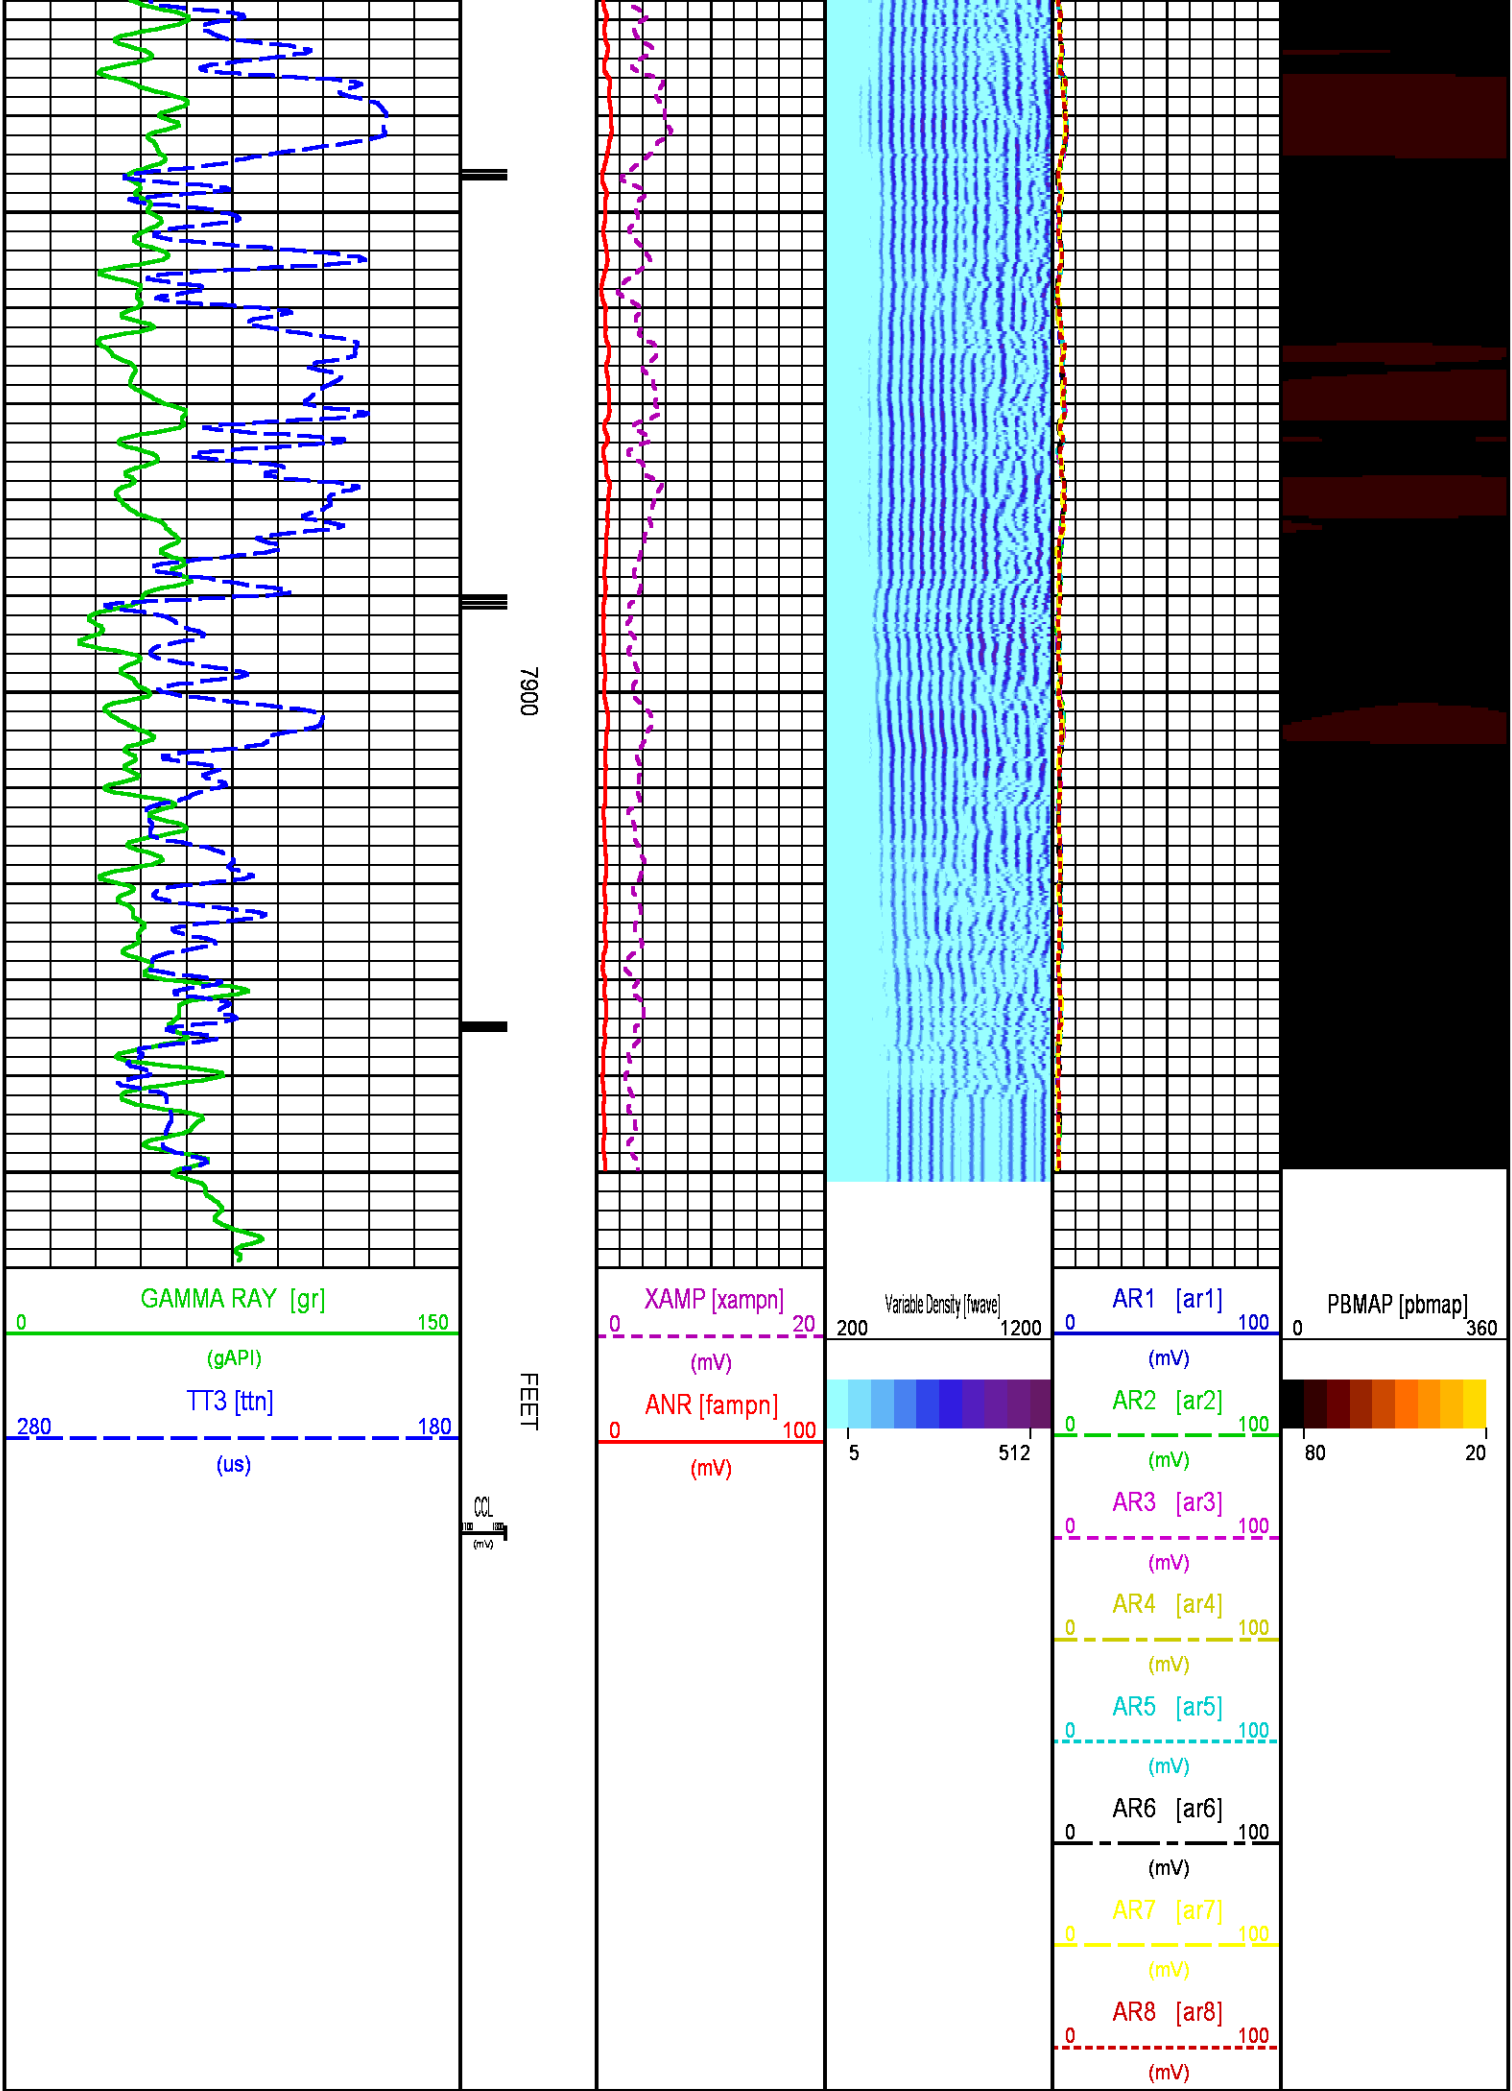 7900
GAMMA RAY [gr]
0 150
(gAPI)
TT3 [ttn]
280 180
(us)
FEET
CCL
(mV)
XAMP [xampn]
0 20
(mV)
ANR [fampn]
0 100
(mV)
Variable Density [fwave]
200 1200
5 512
AR1 [ar1]
0 100
(mV)
AR2 [ar2]
0 100
(mV)
AR3 [ar3]
0 100
(mV)
AR4 [ar4]
0 100
(mV)
AR5 [ar5]
0 100
(mV)
AR6 [ar6]
0 100
(mV)
AR7 [ar7]
0 100
(mV)
AR8 [ar8]
0 100
(mV)
PBMAP [pbmap]
0 360
80 20